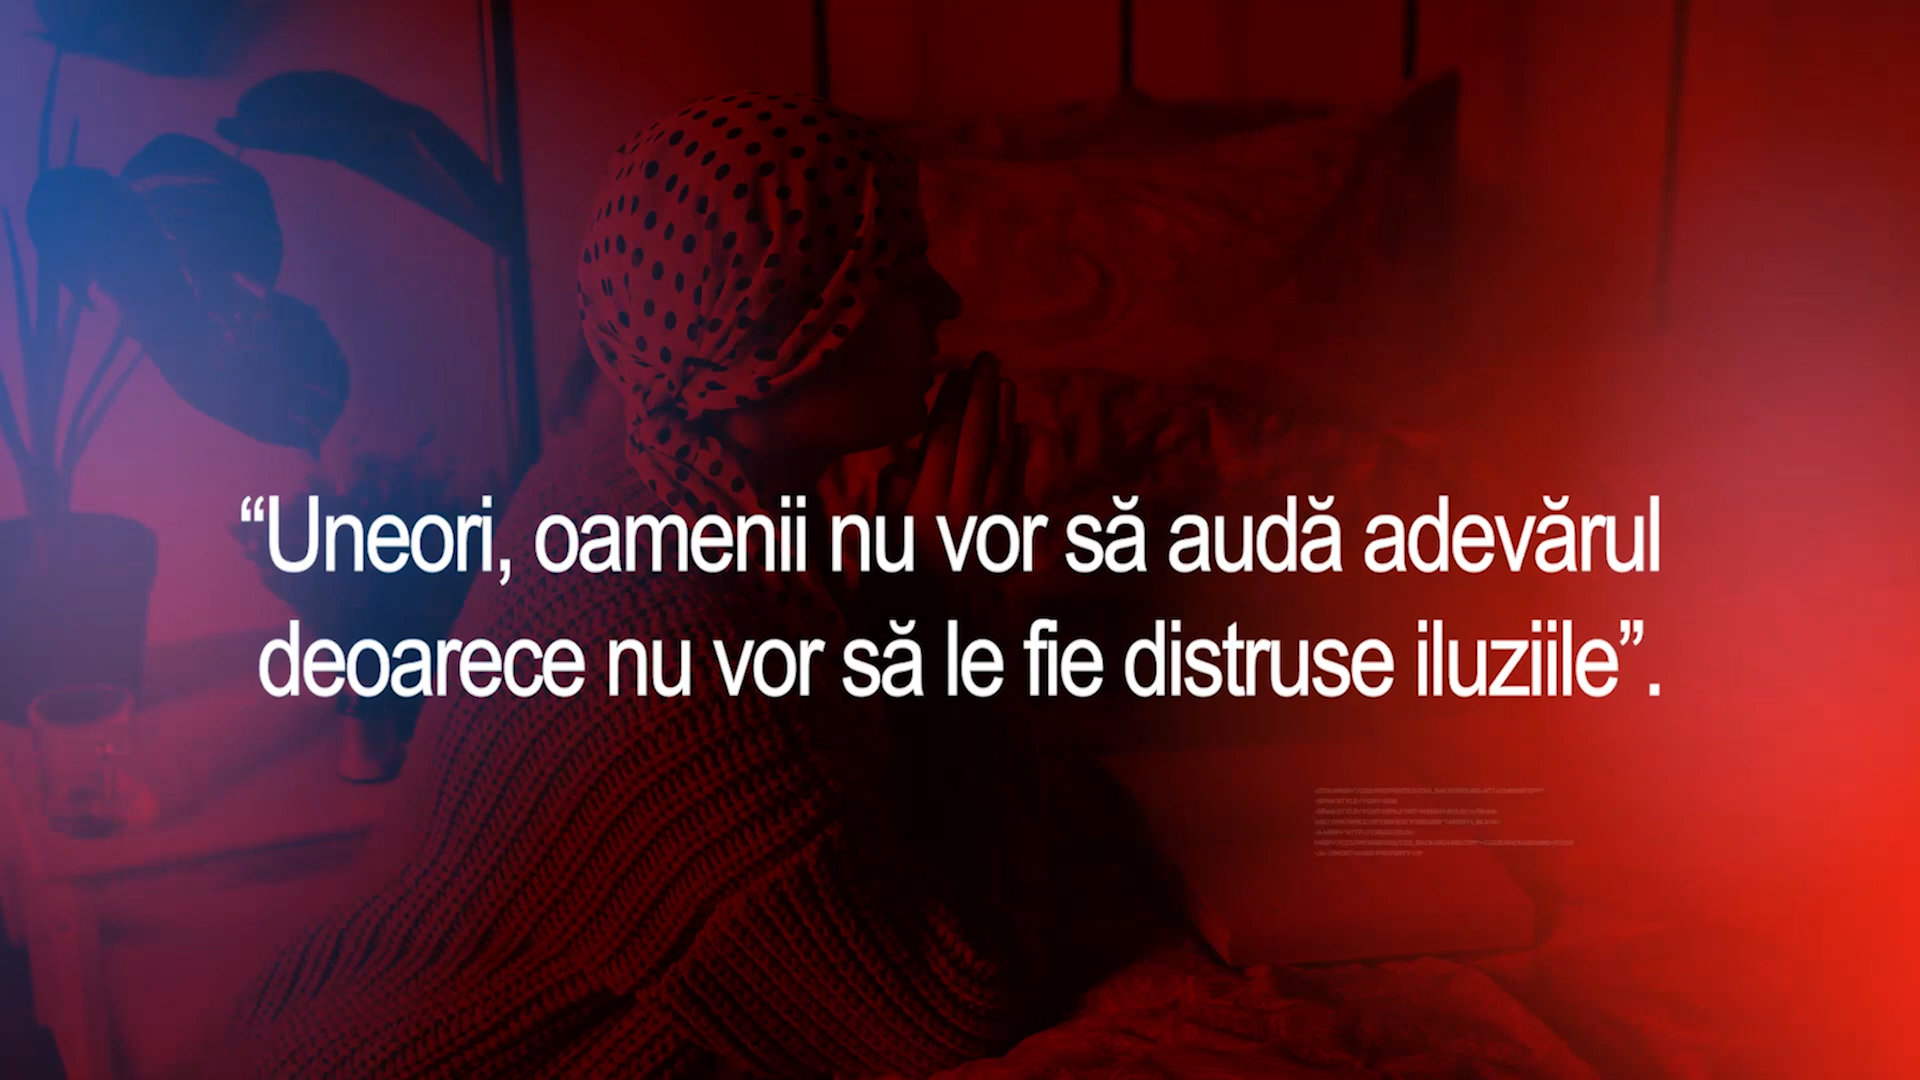 “Uneori, oamenii nu vor să audă adevărul
deoarece nu vor să le fie distruse iluziile”.